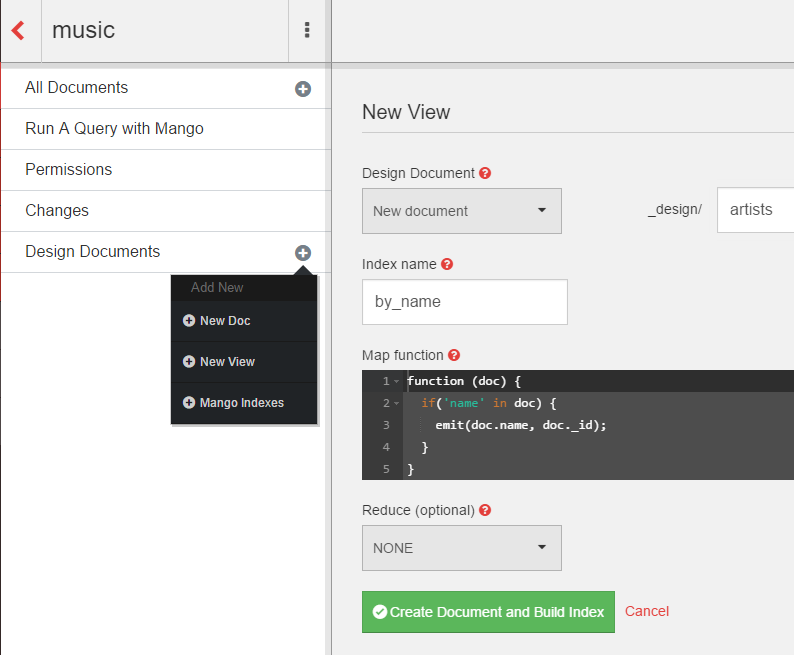 music
All Documents
Run A Query with Mango
Permissions
Changes
Design Documents
Add New
New Doc
New View
Mango Indexes
New View
Design Document ?
New document
_design/ artists
Index name ?
by_name
Map function ?
1 function (doc) {
2 if('name' in doc) {
3 emit(doc.name, doc._id);
4 }
5 }
Reduce (optional) ?
NONE
Create Document and Build Index Cancel